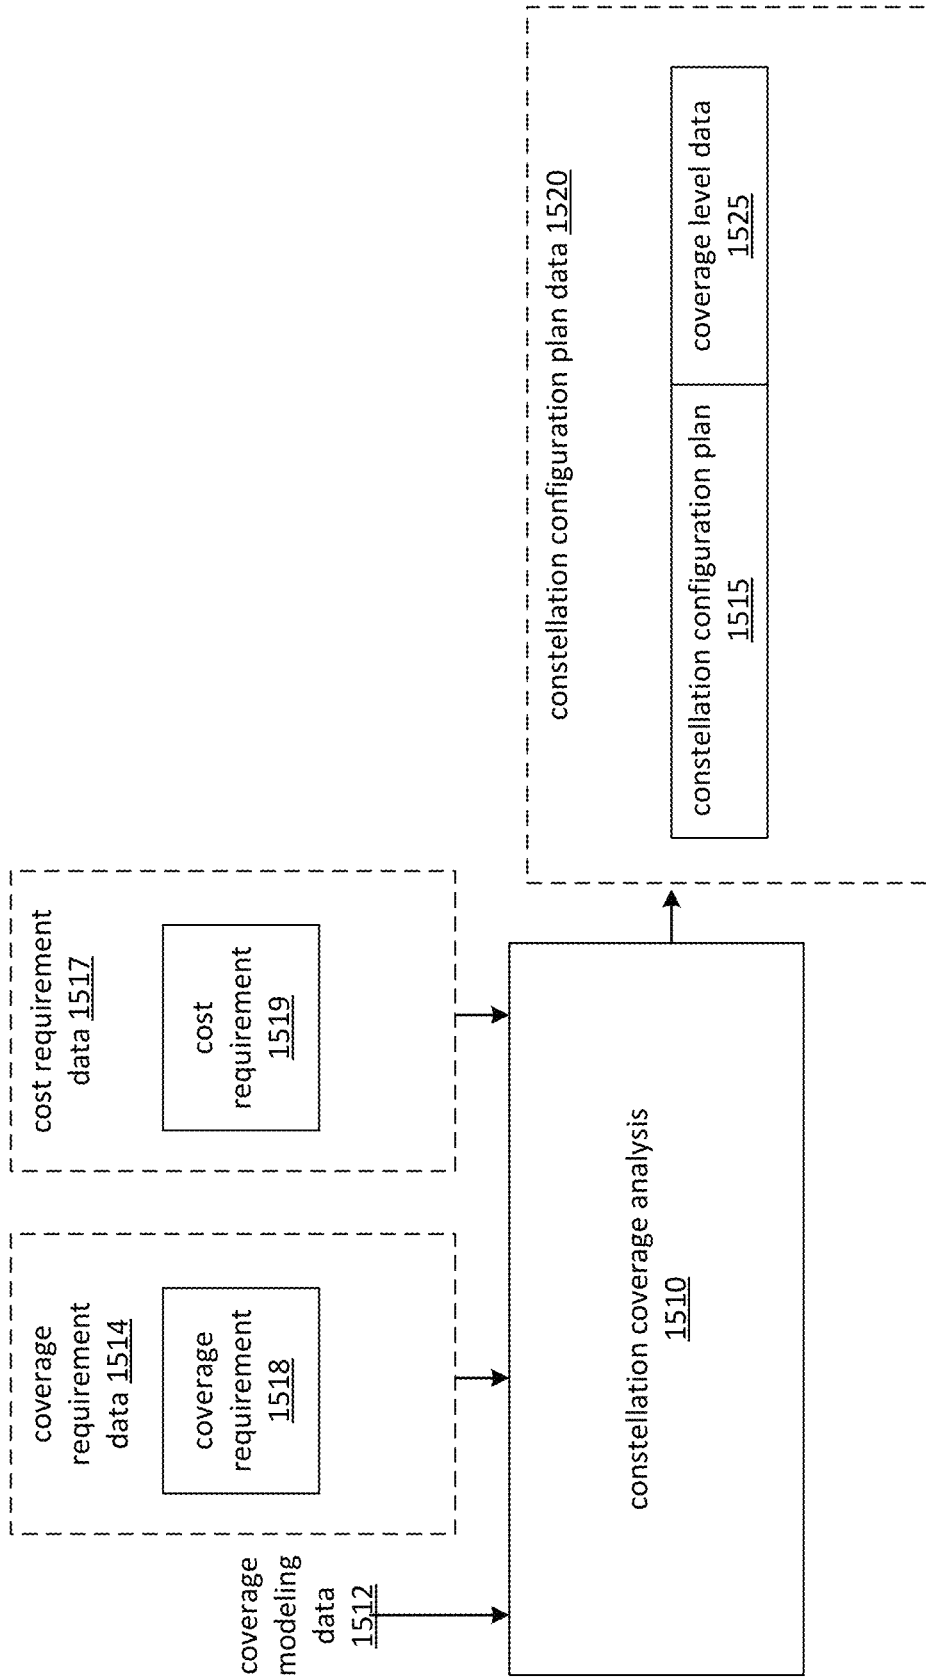 coverage
modeling
data
1512
coverage
requirement
data 1514
coverage
requirement
1518
cost requirement
data 1517
cost
requirement
1519
constellation coverage analysis
1510
constellation configuration plan data 1520
constellation configuration plan
1515
coverage level data
1525